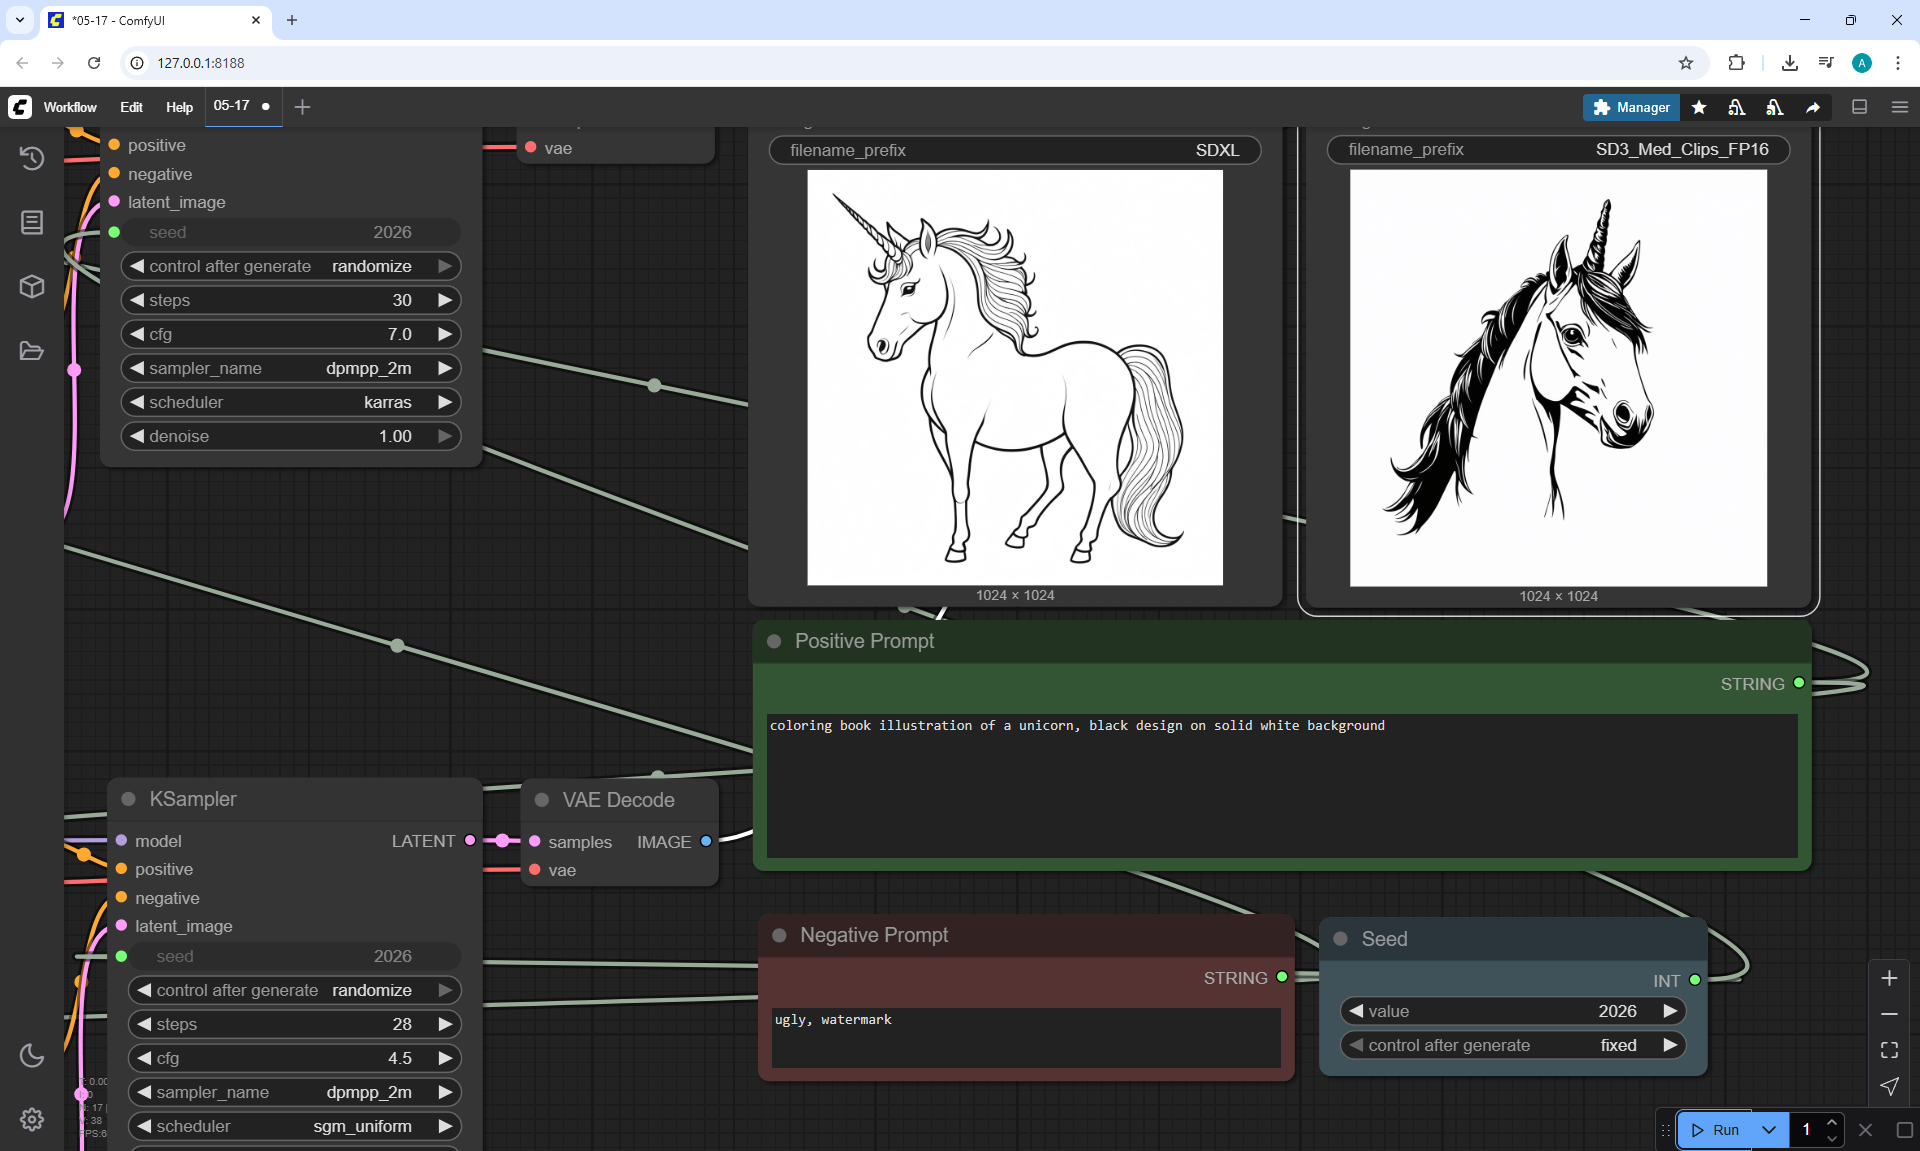 *05-17 - ComfyUI
127.0.0.1:8188
Workflow Edit Help 05-17
Manager
A
positive
negative
latent_image
seed 2026
control after generate randomize
steps 30
cfg 7.0
sampler_name dpmpp_2m
scheduler karras
denoise 1.00
vae
filename_prefix SDXL
1024 × 1024
filename_prefix SD3_Med_Clips_FP16
1024 × 1024
Positive Prompt
STRING
coloring book illustration of a unicorn, black design on solid white background
KSampler
model LATENT
positive
negative
latent_image
seed 2026
control after generate randomize
steps 28
cfg 4.5
sampler_name dpmpp_2m
scheduler sgm_uniform
VAE Decode
samples IMAGE
vae
Negative Prompt
STRING
ugly, watermark
Seed
INT
value 2026
control after generate fixed
Run 1